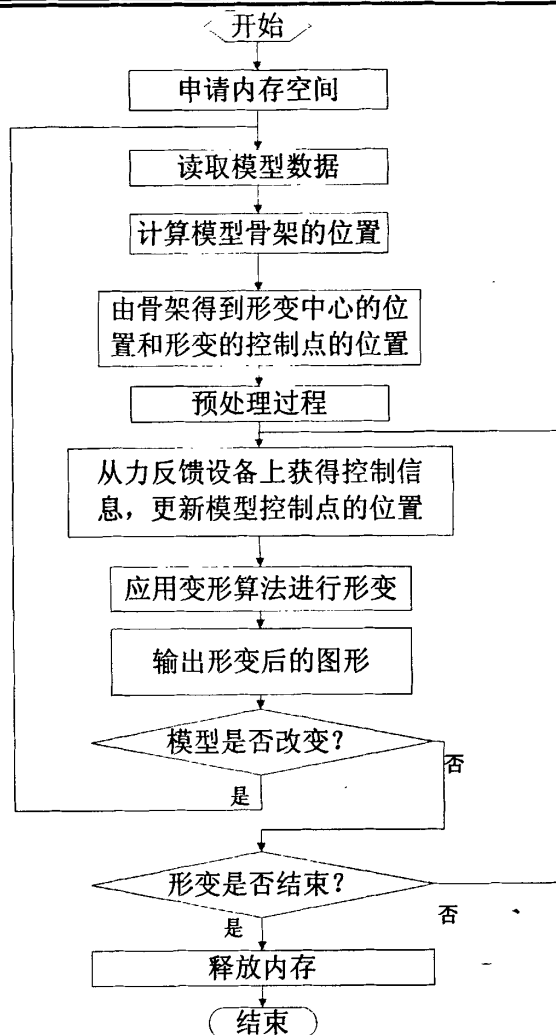 开始
申请内存空间
读取模型数据
计算模型骨架的位置
由骨架得到形变中心的位
置和形变的控制点的位置
预处理过程
从力反馈设备上获得控制信
息，更新模型控制点的位置
应用变形算法进行形变
输出形变后的图形
模型是否改变？
否
是
形变是否结束？
否
是
释放内存
结束